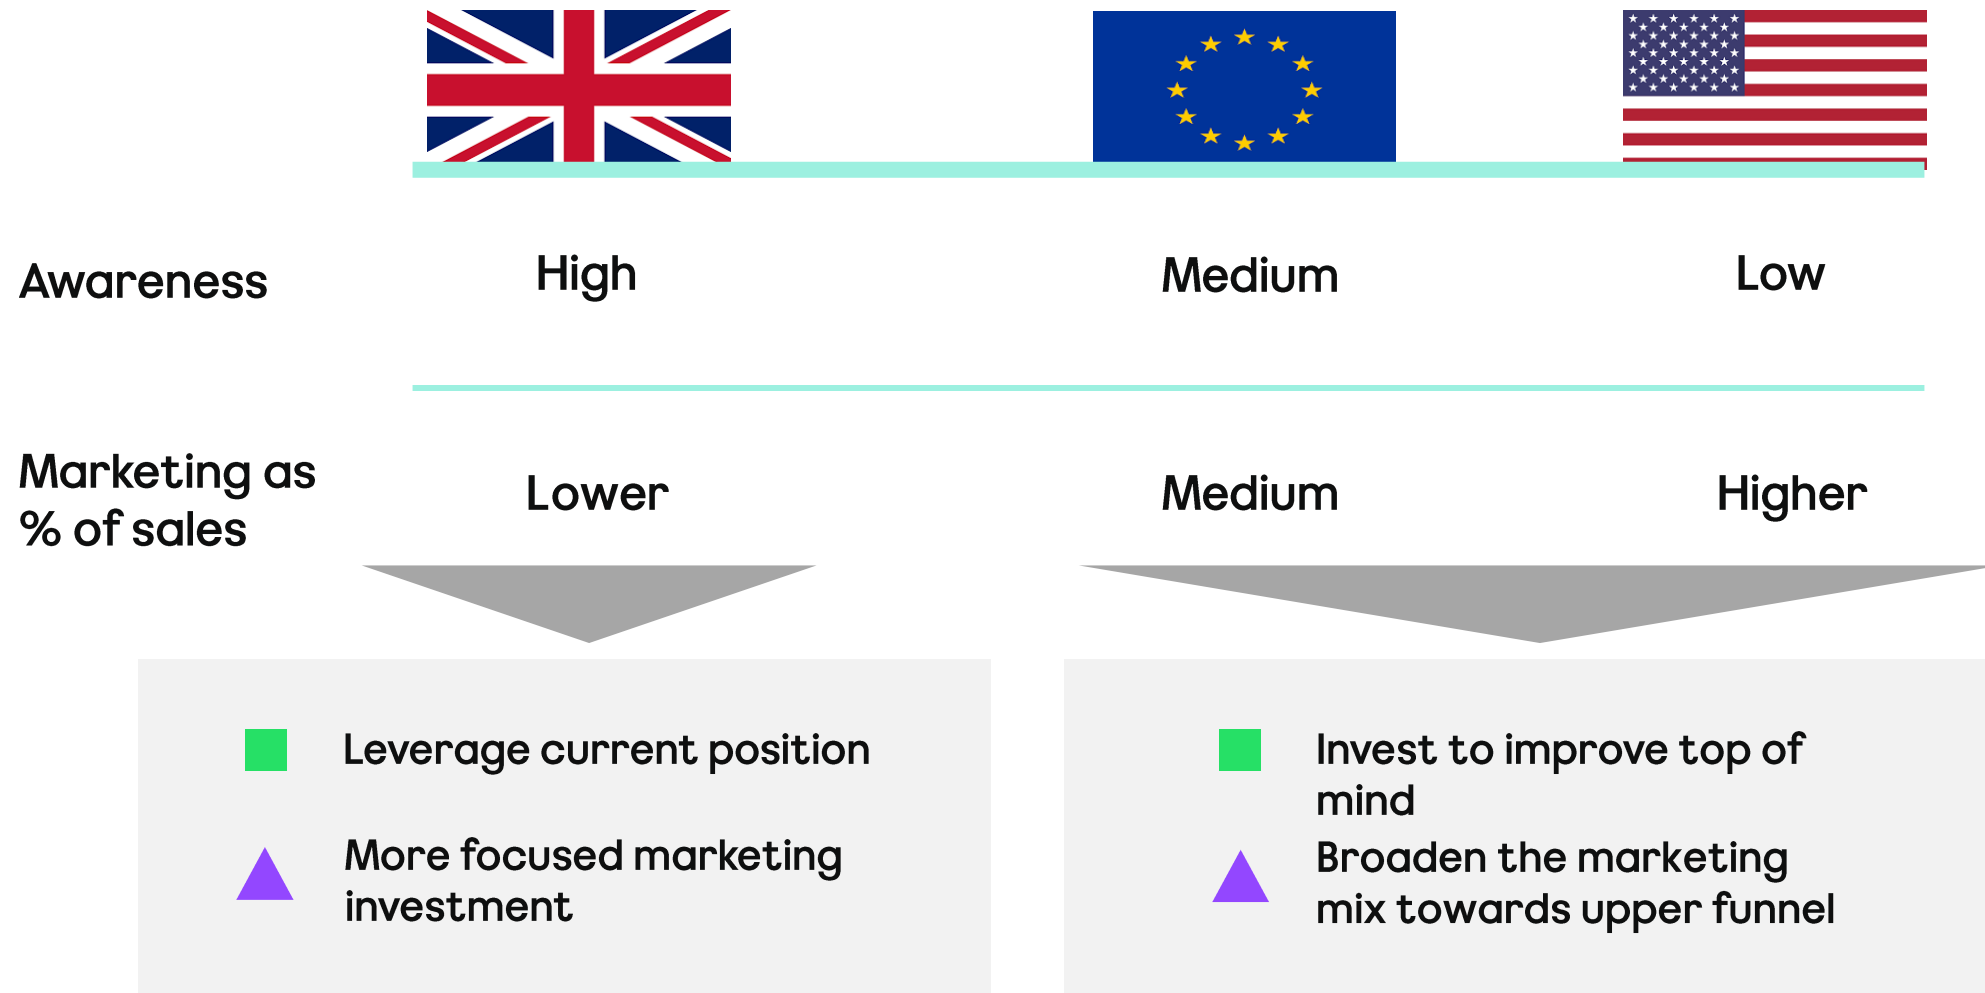 Awareness
High
Medium
Low
Marketing as
% of sales
Lower
Medium
Higher
Leverage current position
More focused marketing
investment
Invest to improve top of
mind
Broaden the marketing
mix towards upper funnel